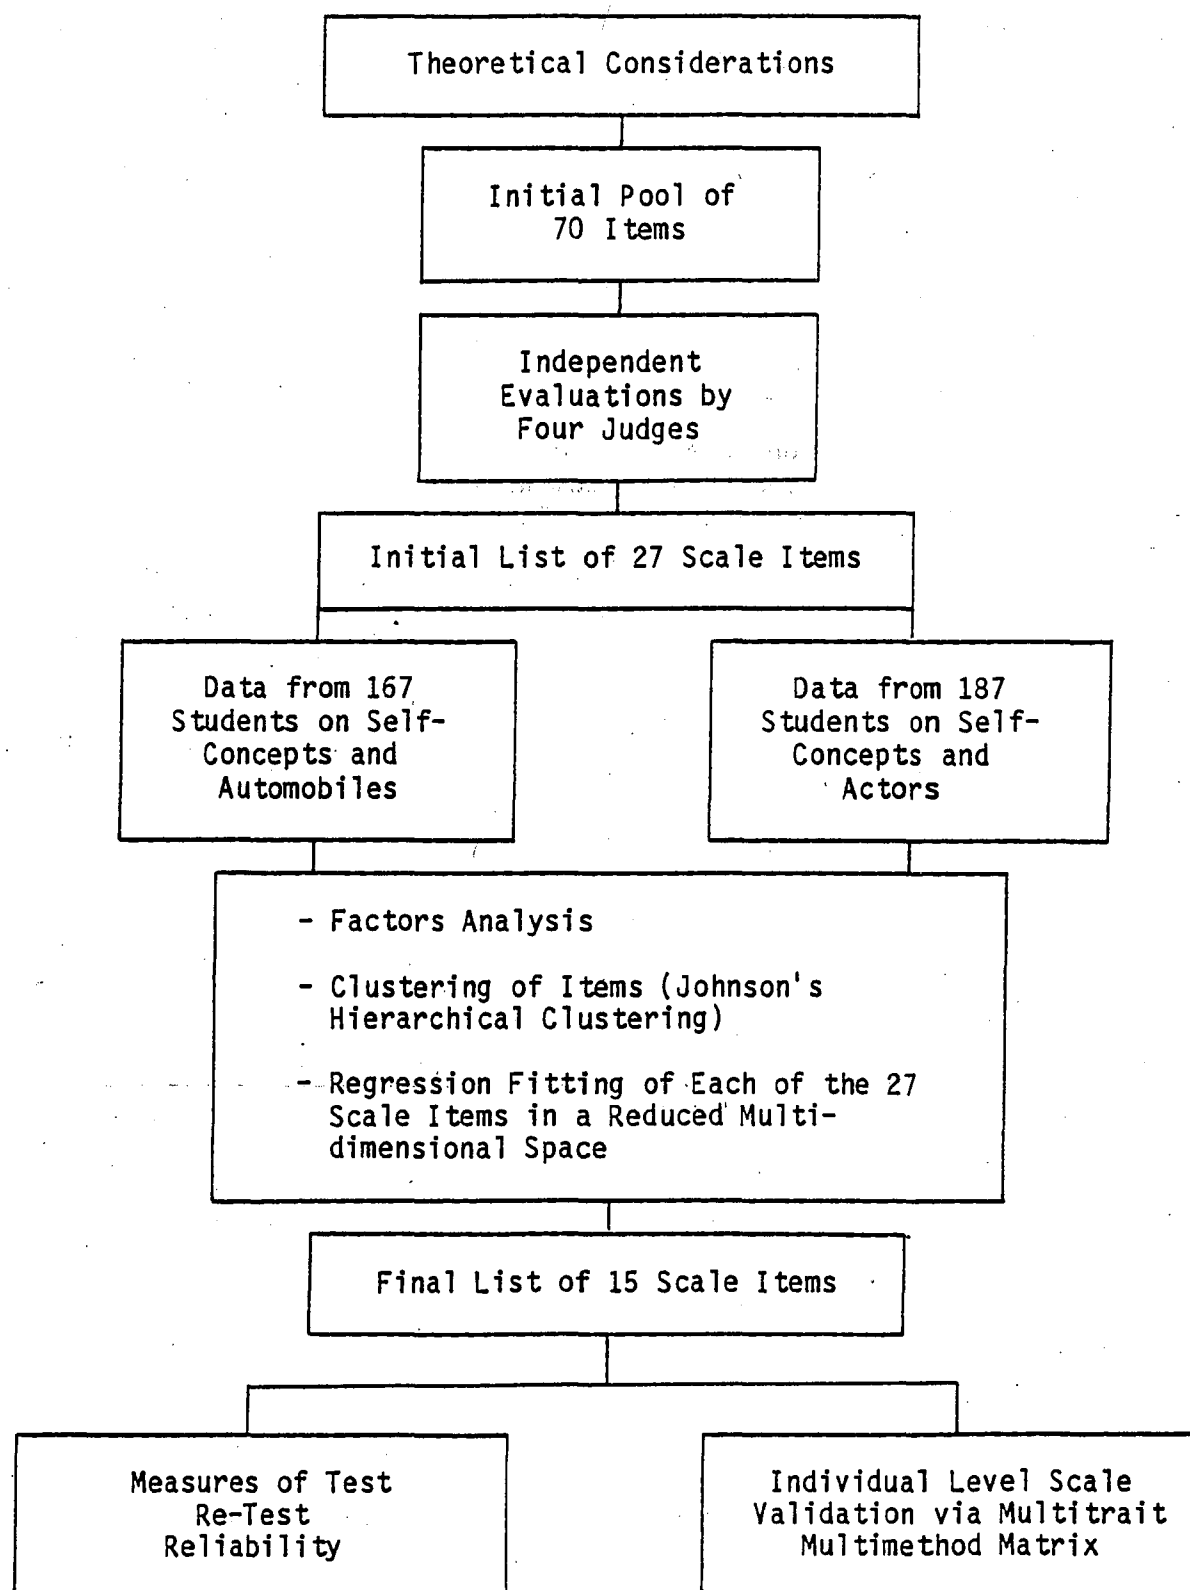 Theoretical Considerations
Initial Pool of
70 Items
Independent
Evaluations by
Four Judges
Initial List of 27 Scale Items
Data from 167
Students on Self-
Concepts and
Automobiles
Data from 187
Students on Self-
Concepts and
Actors
- Factors Analysis
- Clustering of Items (Johnson's
Hierarchical Clustering)
- Regression Fitting of Each of the 27
Scale Items in a Reduced Multi-
dimensional Space
Final List of 15 Scale Items
Measures of Test
Re-Test
Reliability
Individual Level Scale
Validation via Multitrait
Multimethod Matrix